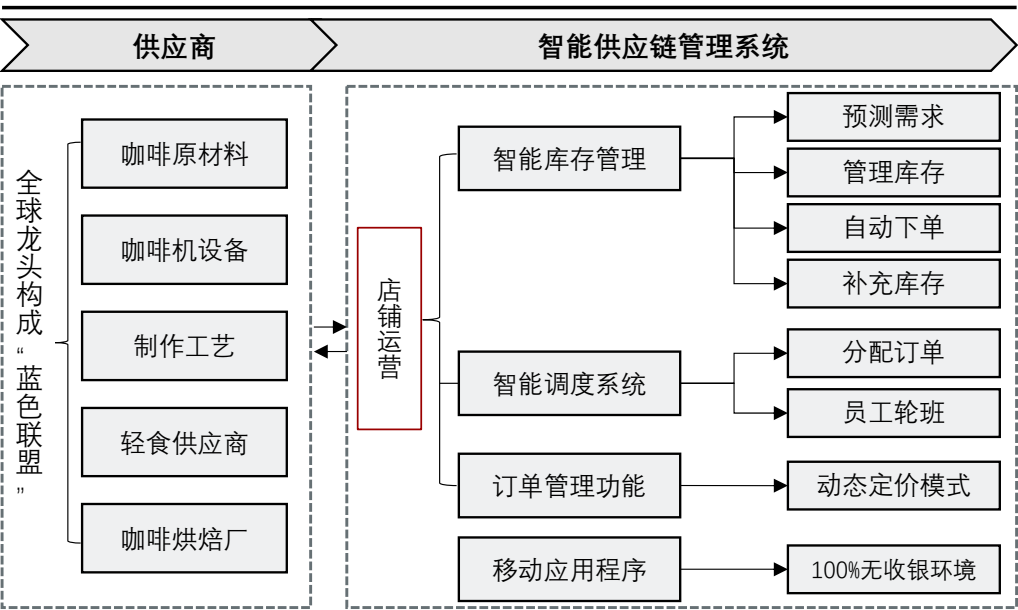 供应商
智能供应链管理系统
全球龙头构成“蓝色联盟”
咖啡原材料
咖啡机设备
制作工艺
轻食供应商
咖啡烘焙厂
店铺运营
智能库存管理
预测需求
管理库存
自动下单
补充库存
智能调度系统
分配订单
员工轮班
订单管理功能
动态定价模式
移动应用程序
100%无收银环境